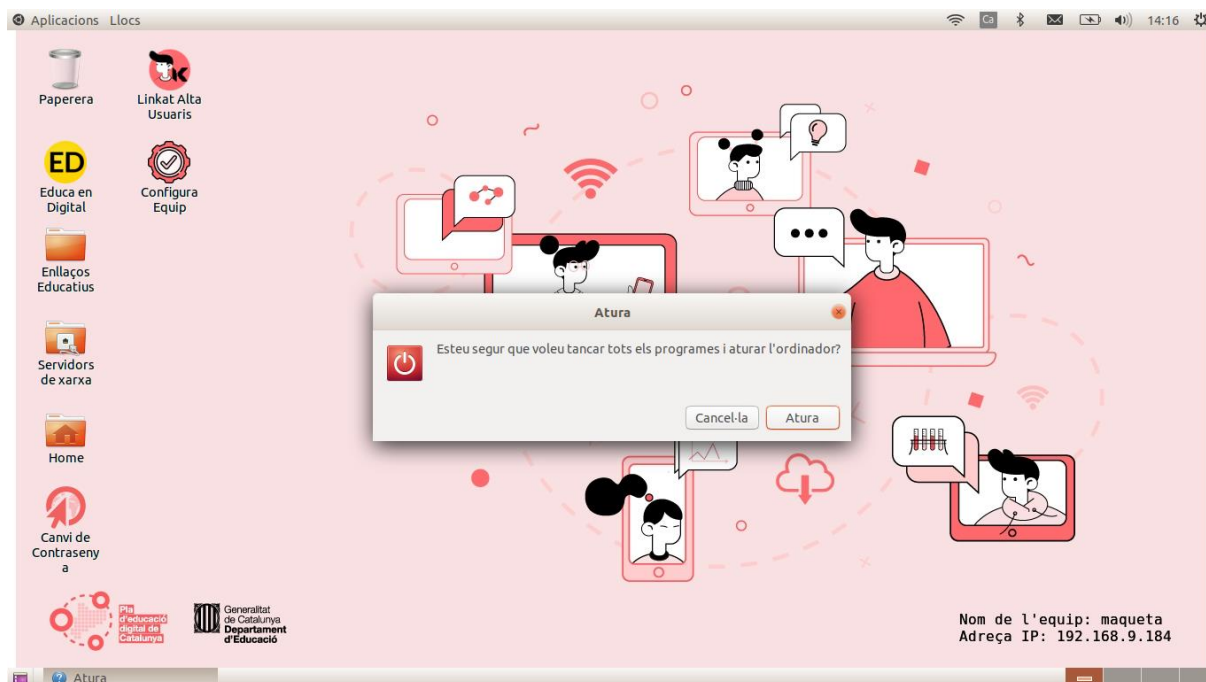 Aplicacions Llocs
Ca
14:16
Paperera
Linkat Alta
Usuaris
ED
Educa en
Digital
Configura
Equip
Enllaços
Educatius
Servidors
de xarxa
Home
Canvi de
Contraseny
a
Atura
Esteu segur que voleu tancar tots els programes i aturar l'ordinador?
Cancel·la
Atura
Pla
d'educació
digital de
Catalunya
Generalitat
de Catalunya
Departament
d'Educació
Nom de l'equip: maqueta
Adreça IP: 192.168.9.184
Atura